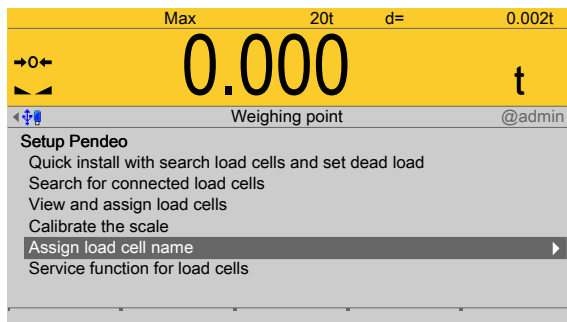 Max 20t d= 0.002t
→0←
0.000 t
Weighing point @admin
Setup Pendeo
Quick install with search load cells and set dead load
Search for connected load cells
View and assign load cells
Calibrate the scale
Assign load cell name
Service function for load cells